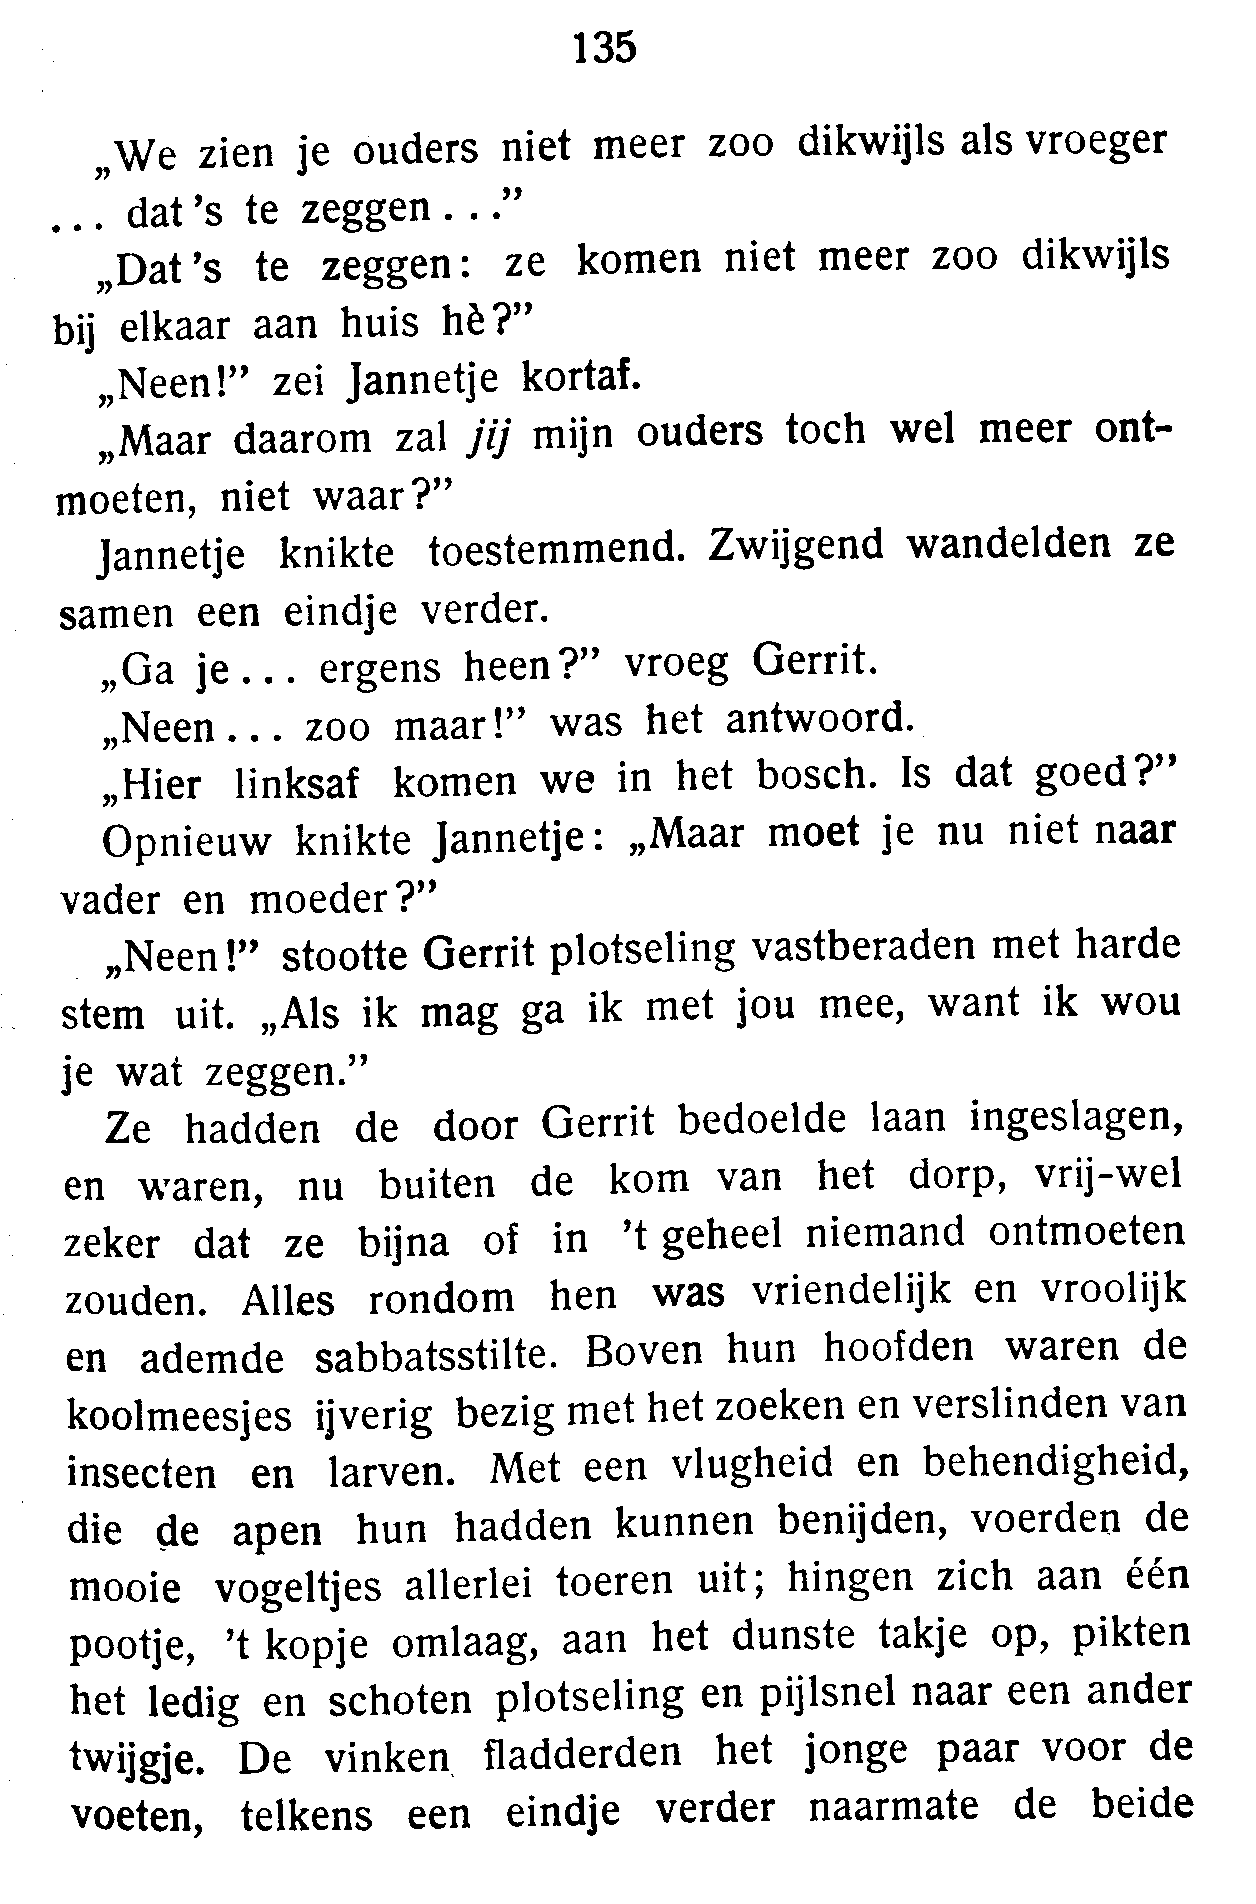 135
„We zien je ouders niet meer zoo dikwijls als vroeger
... dat 's te zeggen . . .”
„Dat 's te zeggen: ze komen niet meer zoo dikwijls
bij elkaar aan huis hè?”
„Neen!” zei Jannetje kortaf.
„Maar daarom zal jij mijn ouders toch wel meer ont-
moeten, niet waar?”
Jannetje knikte toestemmend. Zwijgend wandelden ze
samen een eindje verder.
„Ga je... ergens heen?” vroeg Gerrit.
„Neen... zoo maar!” was het antwoord.
„Hier linksaf komen we in het bosch. Is dat goed?”
Opnieuw knikte Jannetje: „Maar moet je nu niet naar
vader en moeder?”
„Neen!” stootte Gerrit plotseling vastberaden met harde
stem uit. „Als ik mag ga ik met jou mee, want ik wou
je wat zeggen.”
Ze hadden de door Gerrit bedoelde laan ingeslagen,
en waren, nu buiten de kom van het dorp, vrij-wel
zeker dat ze bijna of in 't geheel niemand ontmoeten
zouden. Alles rondom hen was vriendelijk en vroolijk
en ademde sabbatsstilte. Boven hun hoofden waren de
koolmeesjes ijverig bezig met het zoeken en verslinden van
insecten en larven. Met een vlugheid en behendigheid,
die de apen hun hadden kunnen benijden, voerden de
mooie vogeltjes allerlei toeren uit; hingen zich aan één
pootje, 't kopje omlaag, aan het dunste takje op, pikten
het ledig en schoten plotseling en pijlsnel naar een ander
twijgje. De vinken fladderden het jonge paar voor de
voeten, telkens een eindje verder naarmate de beide